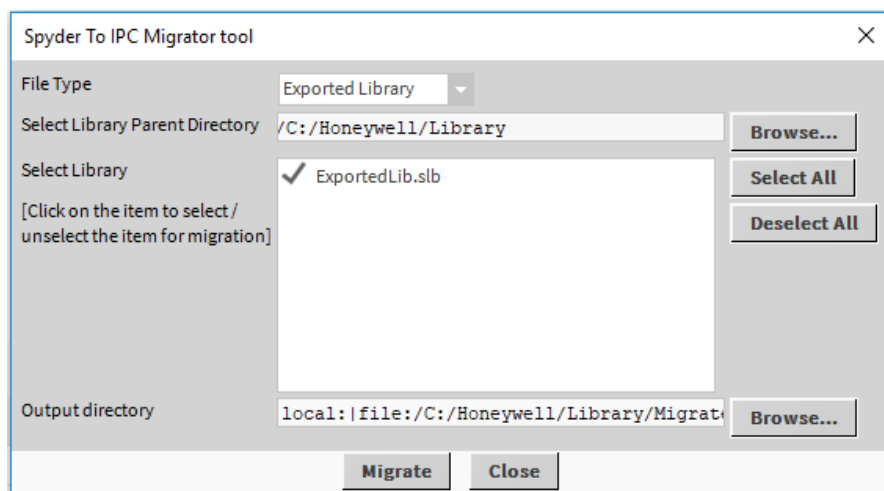 Spyder To IPC Migrator tool
File Type
Exported Library
Select Library Parent Directory
/C:/Honeywell/Library
Browse...
Select Library
ExportedLib.slb
Select All
[Click on the item to select /
unselect the item for migration]
Deselect All
Output directory
local:|file:/C:/Honeywell/Library/Migrate
Browse...
Migrate
Close